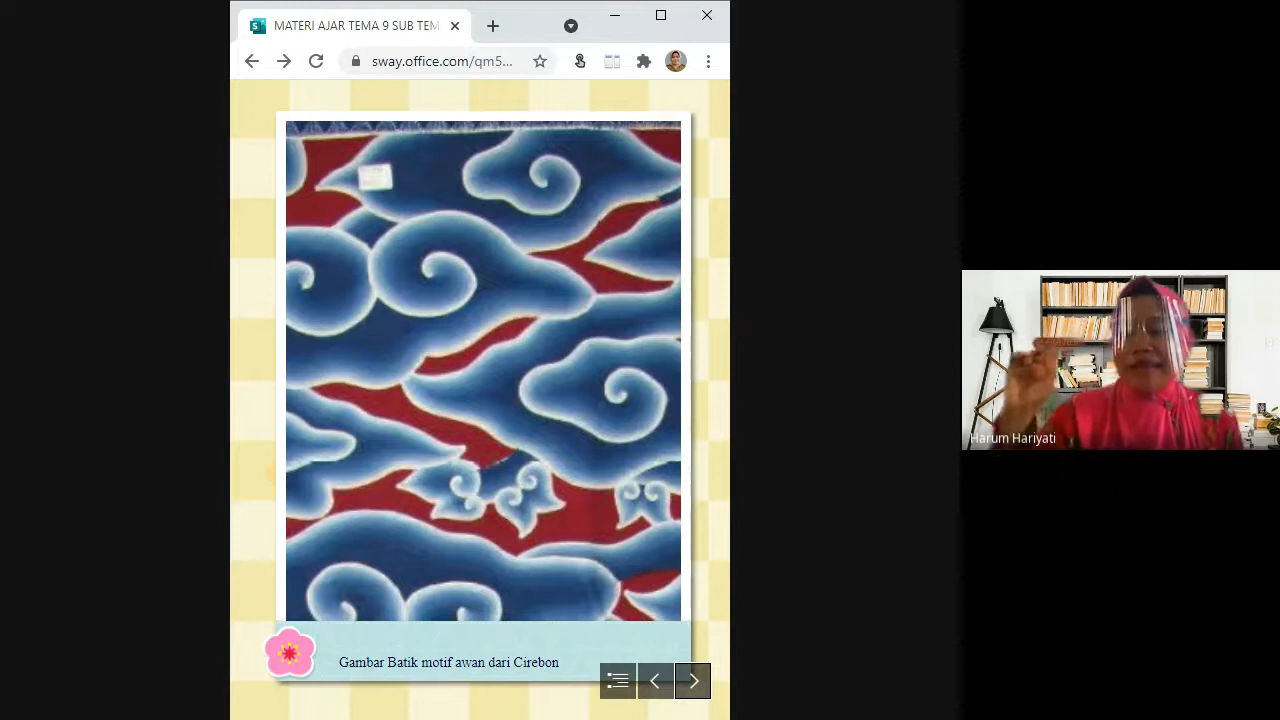 MATERI AJAR TEMA 9 SUB TEM
sway.office.com/qm5...
Gambar Batik motif awan dari Cirebon
Harum Hariyati